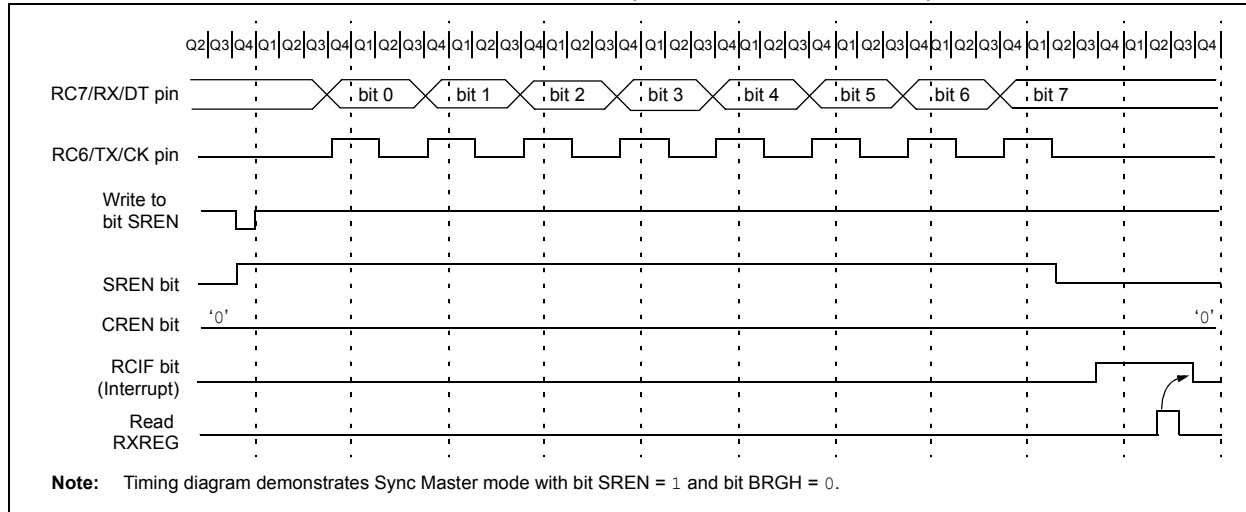 Q2 Q3 Q4 Q1 Q2 Q3 Q4 Q1 Q2 Q3 Q4 Q1 Q2 Q3 Q4 Q1 Q2 Q3 Q4 Q1 Q2 Q3 Q4 Q1 Q2 Q3 Q4 Q1 Q2 Q3 Q4 Q1 Q2 Q3 Q4 Q1 Q2 Q3 Q4 Q1 Q2 Q3 Q4
RC7/RX/DT pin bit 0 bit 1 bit 2 bit 3 bit 4 bit 5 bit 6 bit 7
RC6/TX/CK pin
Write to
bit SREN
SREN bit
CREN bit ‘0’ ‘0’
RCIF bit
(Interrupt)
Read
RXREG
Note: Timing diagram demonstrates Sync Master mode with bit SREN = 1 and bit BRGH = 0.